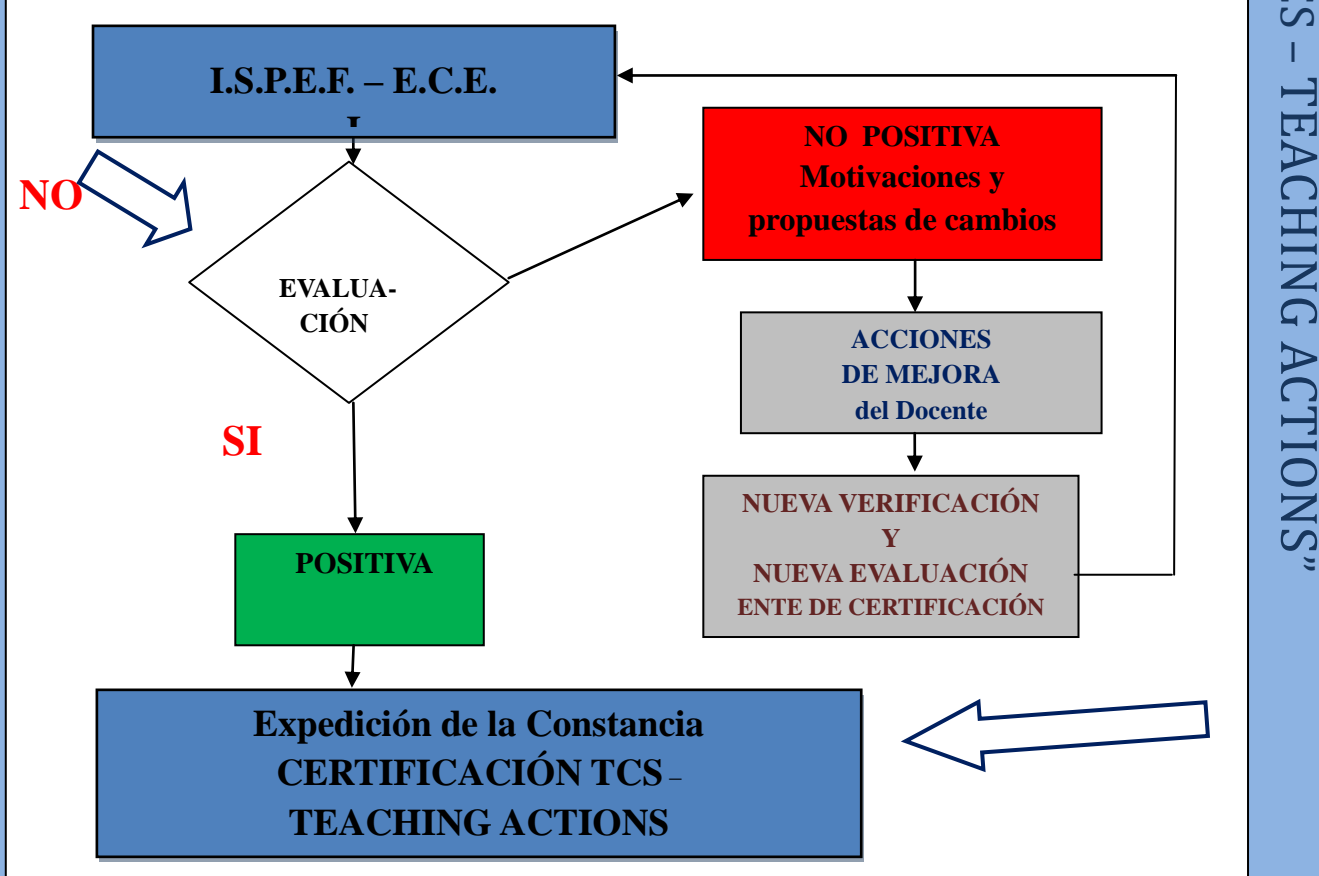 I.S.P.E.F. – E.C.E.
NO
EVALUA-
CIÓN
NO POSITIVA
Motivaciones y
propuestas de cambios
ACCIONES
DE MEJORA
del Docente
SI
NUEVA VERIFICACIÓN
Y
NUEVA EVALUACIÓN
ENTE DE CERTIFICACIÓN
POSITIVA
Expedición de la Constancia
CERTIFICACIÓN TCS –
TEACHING ACTIONS
– TEACHING ACTIONS”